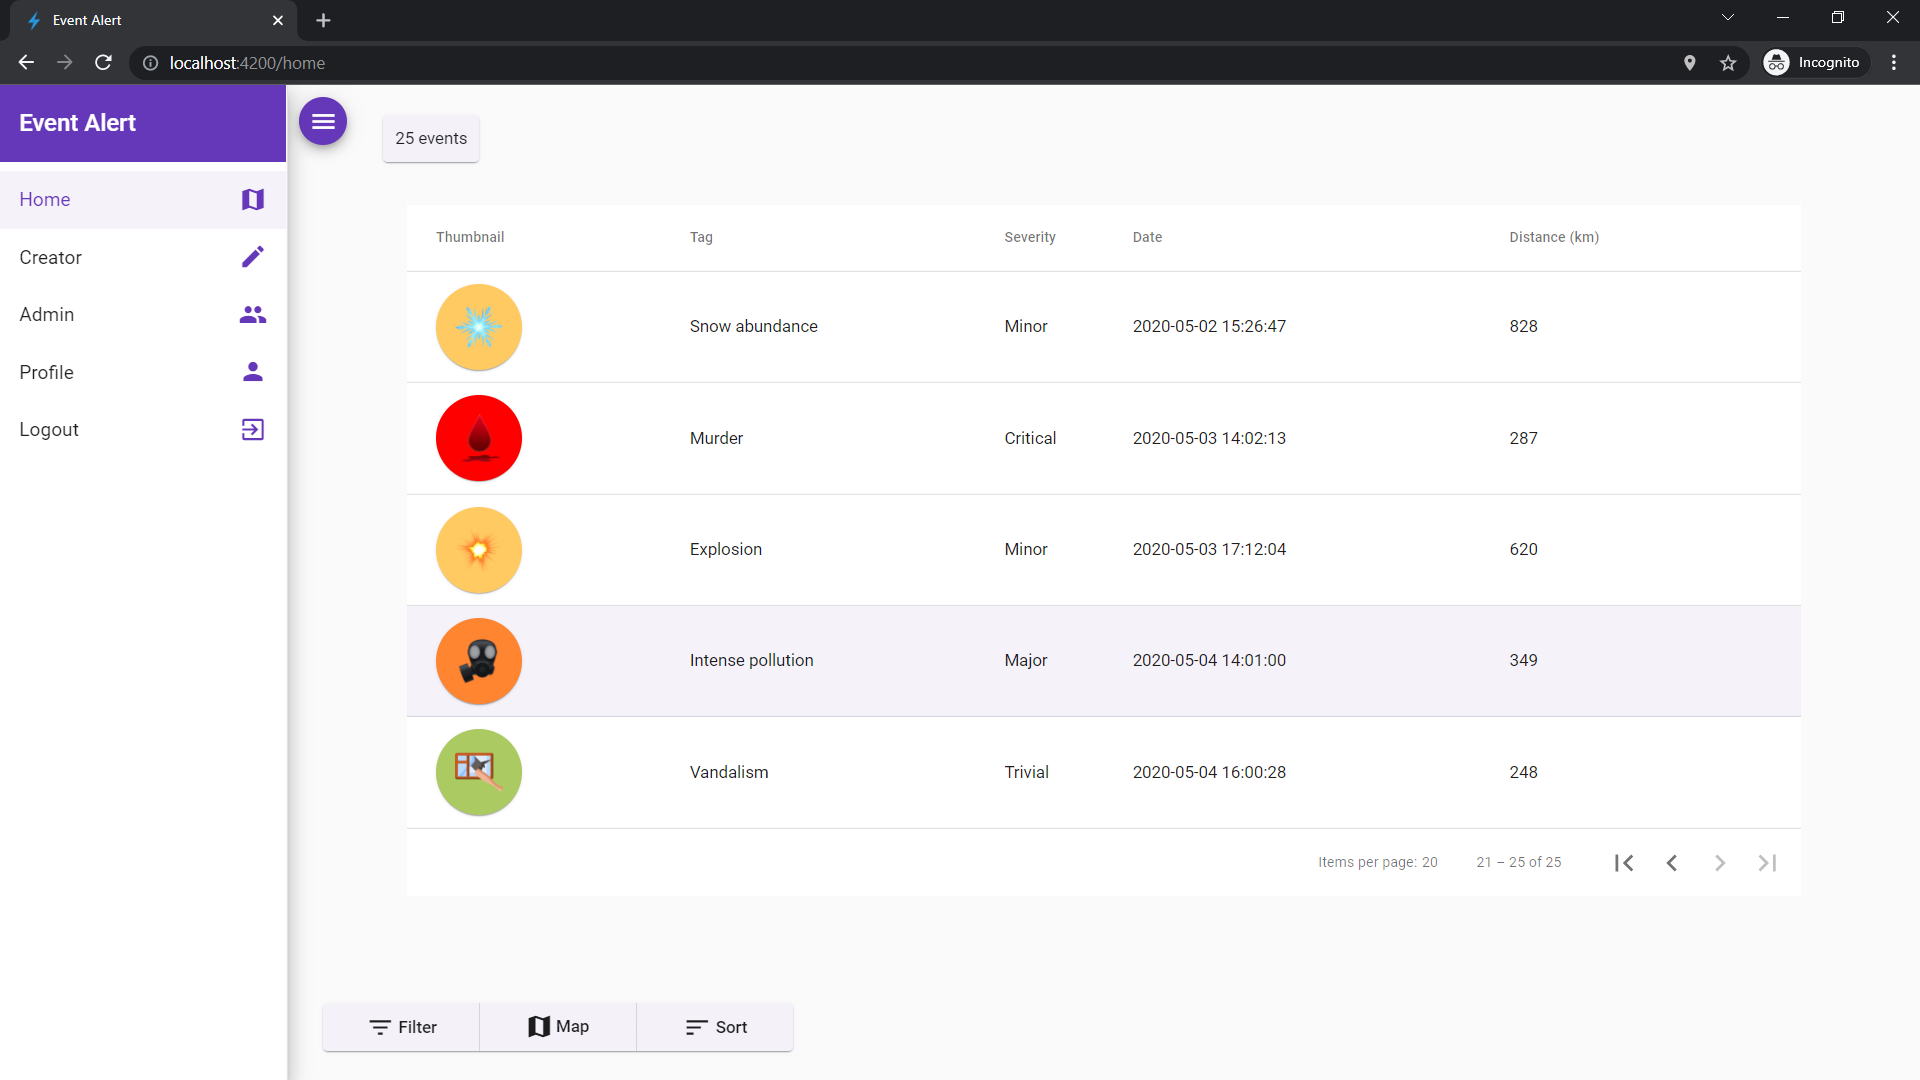 Event Alert
localhost:4200/home
Incognito
Event Alert
25 events
Home
Creator
Admin
Profile
Logout
Thumbnail Tag Severity Date Distance (km)
Snow abundance Minor 2020-05-02 15:26:47 828
Murder Critical 2020-05-03 14:02:13 287
Explosion Minor 2020-05-03 17:12:04 620
Intense pollution Major 2020-05-04 14:01:00 349
Vandalism Trivial 2020-05-04 16:00:28 248
Items per page: 20 21 – 25 of 25
Filter Map Sort